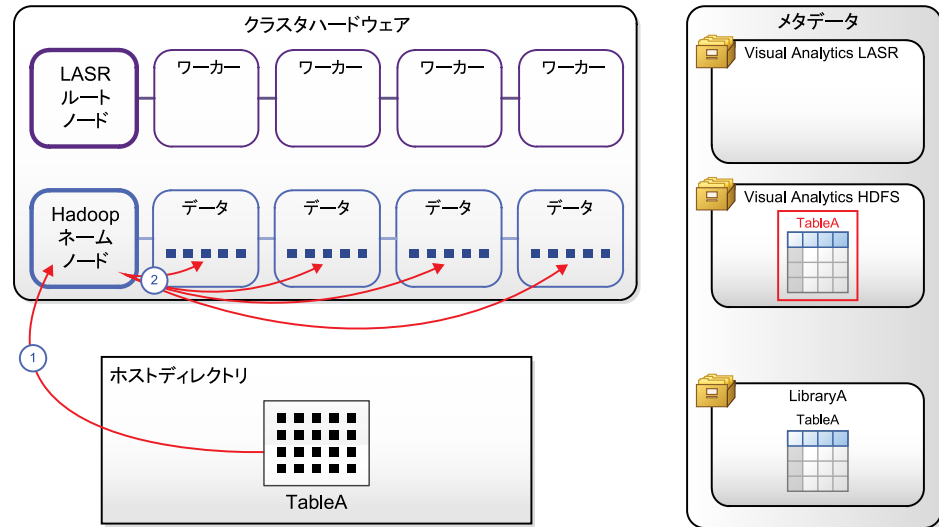 クラスタハードウェア
LASR
ルート
ノード
ワーカー
ワーカー
ワーカー
ワーカー
Hadoop
ネーム
ノード
データ
データ
データ
データ
2
1
ホストディレクトリ
TableA
メタデータ
Visual Analytics LASR
Visual Analytics HDFS
TableA
LibraryA
TableA